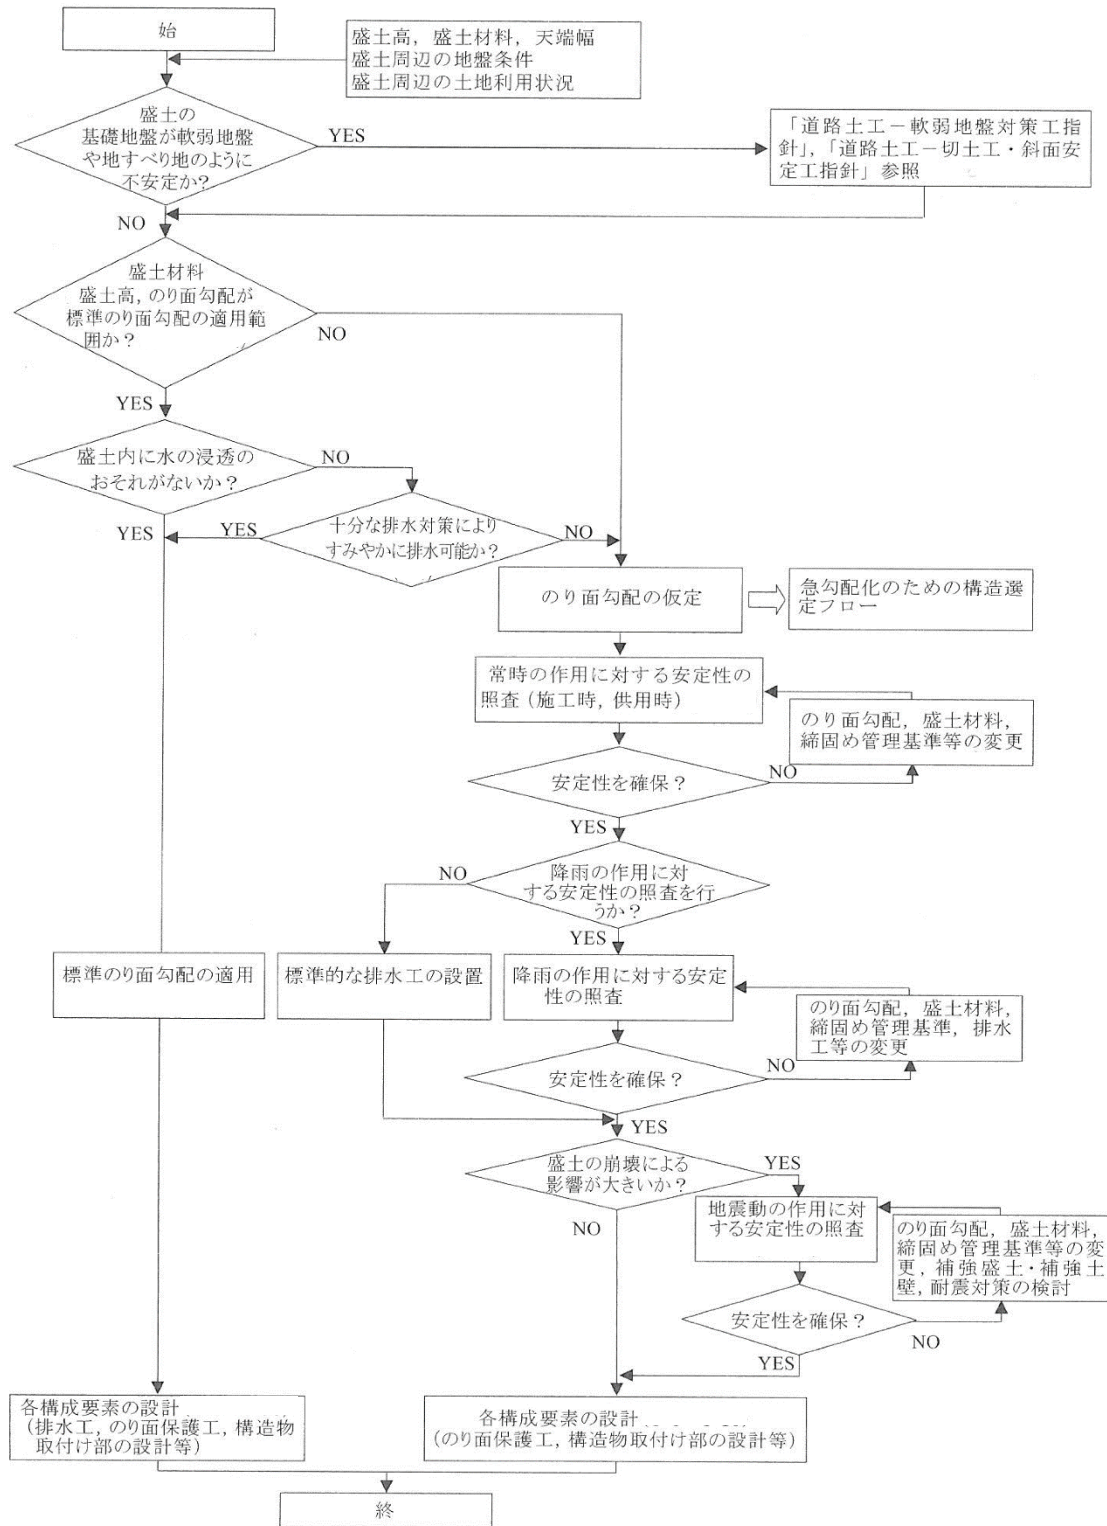 始
盛土高，盛土材料，天端幅
盛土周辺の地盤条件
盛土周辺の土地利用状況
盛土の
基礎地盤が軟弱地盤
や地すべり地のように
不安定か？
YES
「道路土工－軟弱地盤対策工指
針」，「道路土工－切土工・斜面安
定工指針」参照
NO
盛土材料
盛土高，のり面勾配が
標準のり面勾配の適用範
囲か？
NO
YES
盛土内に水の浸透の
おそれがないか？
NO
YES
YES
十分な排水対策により
すみやかに排水可能か？
NO
のり面勾配の仮定
急勾配化のための構造選
定フロー
常時の作用に対する安定性の
照査（施工時，供用時）
のり面勾配，盛土材料，
締固め管理基準等の変更
安定性を確保？
NO
YES
NO
降雨の作用に対
する安定性の照査を行
うか？
YES
標準のり面勾配の適用
標準的な排水工の設置
降雨の作用に対する安定
性の照査
のり面勾配，盛土材料，
締固め管理基準，排水
工等の変更
安定性を確保？
NO
YES
盛土の崩壊による
影響が大きいか？
YES
NO
地震動の作用に対
する安定性の照査
のり面勾配，盛土材料，
締固め管理基準等の変
更，補強盛土・補強土
壁，耐震対策の検討
安定性を確保？
NO
YES
各構成要素の設計
（排水工，のり面保護工，構造物
取付け部の設計等）
各構成要素の設計
（のり面保護工，構造物取付け部の設計等）
終